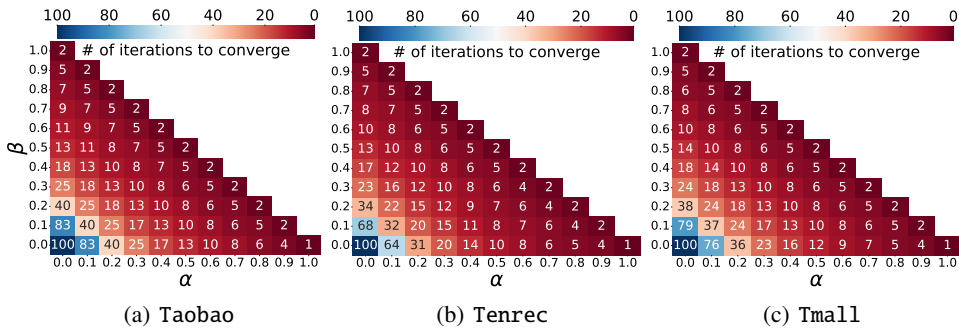 100 80 60 40 20 0
# of iterations to converge
β
1.0 2
0.9 5 2
0.8 7 5 2
0.7 9 7 5 2
0.6 11 9 7 5 2
0.5 13 11 8 7 5 2
0.4 18 13 10 8 7 5 2
0.3 25 18 13 10 8 6 5 2
0.2 40 25 18 13 10 8 6 5 2
0.1 83 40 25 17 13 10 8 6 5 2
0.0 100 83 40 25 17 13 10 8 6 4 1
0.0 0.1 0.2 0.3 0.4 0.5 0.6 0.7 0.8 0.9 1.0
α
(a) Taobao
100 80 60 40 20 0
# of iterations to converge
1.0 2
0.9 5 2
0.8 7 5 2
0.7 8 7 5 2
0.6 10 8 6 5 2
0.5 13 10 8 6 5 2
0.4 17 12 10 8 6 5 2
0.3 23 16 12 10 8 6 4 2
0.2 34 22 15 12 9 7 6 4 2
0.1 68 32 20 15 11 8 7 5 4 2
0.0 100 64 31 20 14 10 8 6 5 4 1
0.0 0.1 0.2 0.3 0.4 0.5 0.6 0.7 0.8 0.9 1.0
α
(b) Tenrec
100 80 60 40 20 0
# of iterations to converge
1.0 2
0.9 5 2
0.8 6 5 2
0.7 8 6 5 2
0.6 10 8 6 5 2
0.5 14 10 8 6 5 2
0.4 18 14 10 8 6 5 2
0.3 24 18 13 10 8 6 5 2
0.2 38 24 18 13 10 8 6 5 2
0.1 79 37 24 17 13 10 8 6 5 2
0.0 100 76 36 23 16 12 9 7 5 4 1
0.0 0.1 0.2 0.3 0.4 0.5 0.6 0.7 0.8 0.9 1.0
α
(c) Tmall